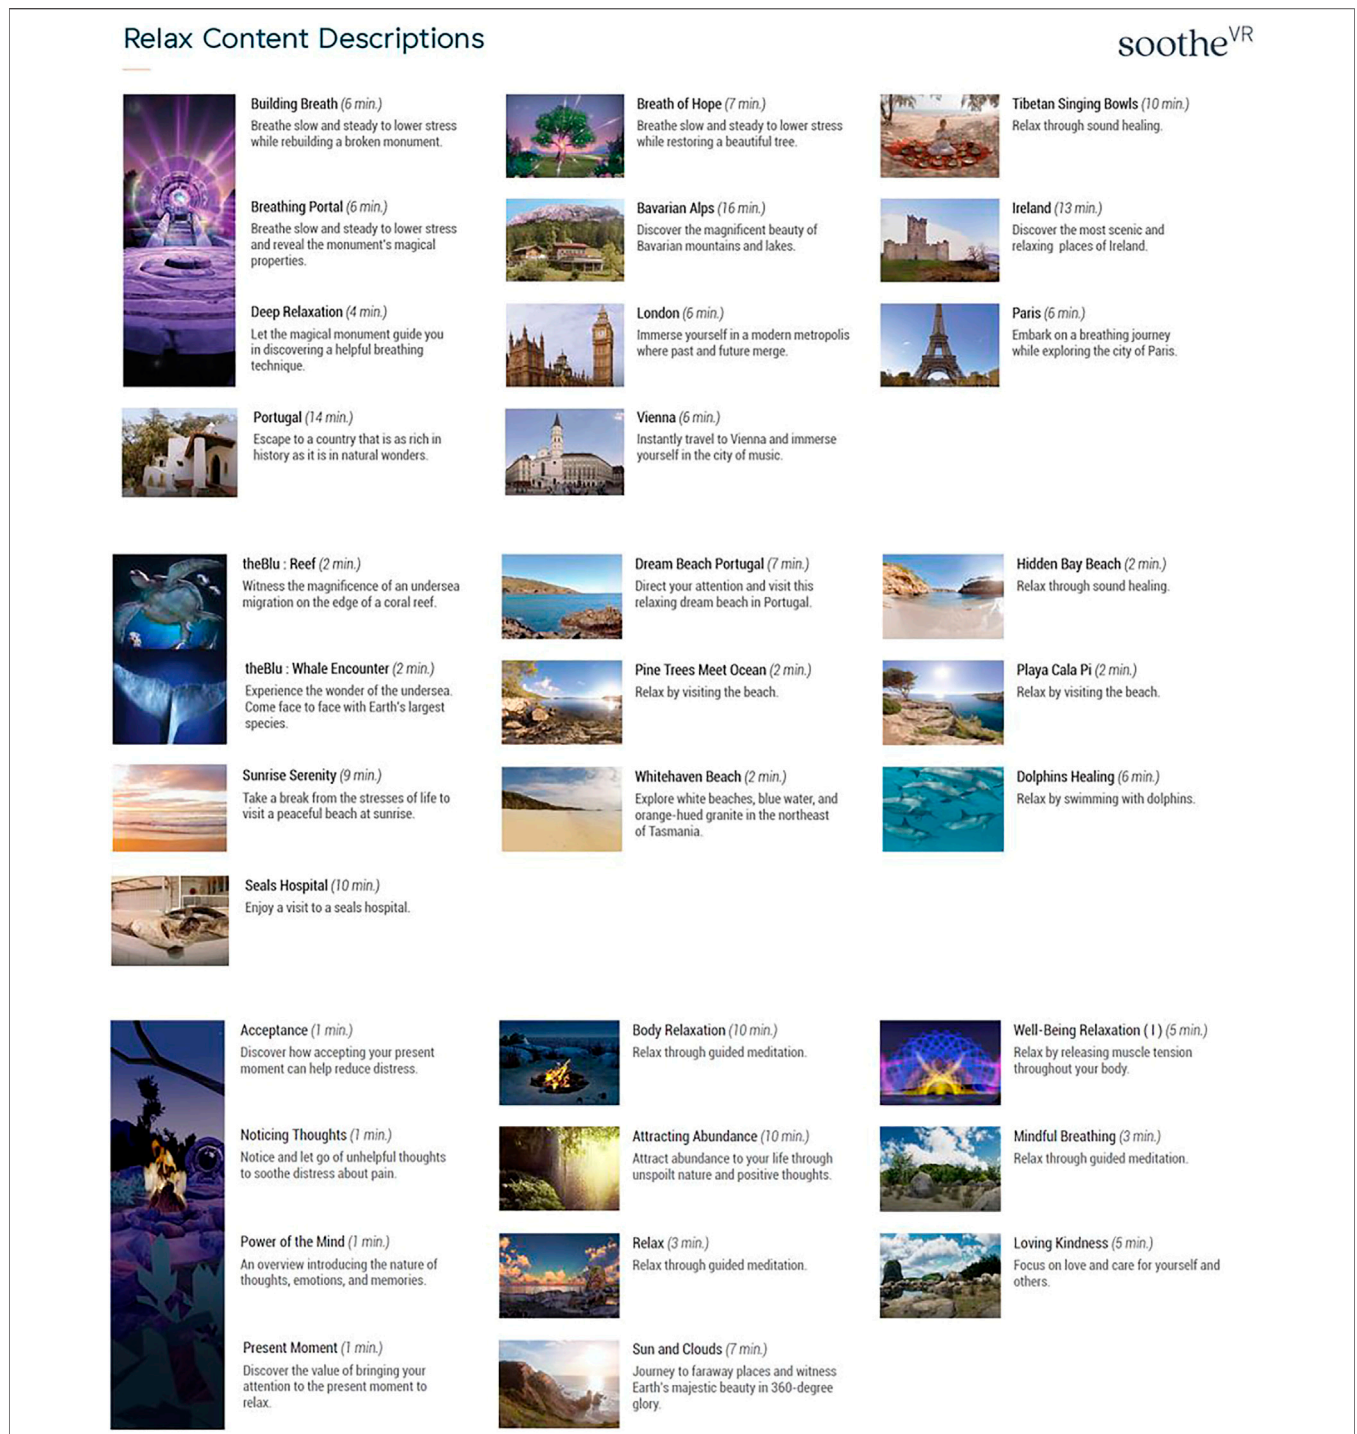 Relax Content Descriptions
sootheVR
Building Breath (6 min.)
Breathe slow and steady to lower stress
while rebuilding a broken monument.
Breath of Hope (7 min.)
Breathe slow and steady to lower stress
while restoring a beautiful tree.
Tibetan Singing Bowls (10 min.)
Relax through sound healing.
Breathing Portal (6 min.)
Breathe slow and steady to lower stress
and reveal the monument's magical
properties.
Bavarian Alps (16 min.)
Discover the magnificent beauty of
Bavarian mountains and lakes.
Ireland (13 min.)
Discover the most scenic and
relaxing places of Ireland.
Deep Relaxation (4 min.)
Let the magical monument guide you
in discovering a helpful breathing
technique.
London (6 min.)
Immerse yourself in a modern metropolis
where past and future merge.
Paris (6 min.)
Embark on a breathing journey
while exploring the city of Paris.
Portugal (14 min.)
Escape to a country that is as rich in
history as it is in natural wonders.
Vienna (6 min.)
Instantly travel to Vienna and immerse
yourself in the city of music.
theBlu : Reef (2 min.)
Witness the magnificence of an undersea
migration on the edge of a coral reef.
Dream Beach Portugal (7 min.)
Direct your attention and visit this
relaxing dream beach in Portugal.
Hidden Bay Beach (2 min.)
Relax through sound healing.
theBlu : Whale Encounter (2 min.)
Experience the wonder of the undersea.
Come face to face with Earth's largest
species.
Pine Trees Meet Ocean (2 min.)
Relax by visiting the beach.
Playa Cala Pi (2 min.)
Relax by visiting the beach.
Sunrise Serenity (9 min.)
Take a break from the stresses of life to
visit a peaceful beach at sunrise.
Whitehaven Beach (2 min.)
Explore white beaches, blue water, and
orange-hued granite in the northeast
of Tasmania.
Dolphins Healing (6 min.)
Relax by swimming with dolphins.
Seals Hospital (10 min.)
Enjoy a visit to a seals hospital.
Acceptance (1 min.)
Discover how accepting your present
moment can help reduce distress.
Body Relaxation (10 min.)
Relax through guided meditation.
Well-Being Relaxation ( I ) (5 min.)
Relax by releasing muscle tension
throughout your body.
Noticing Thoughts (1 min.)
Notice and let go of unhelpful thoughts
to soothe distress about pain.
Attracting Abundance (10 min.)
Attract abundance to your life through
unspoilt nature and positive thoughts.
Mindful Breathing (3 min.)
Relax through guided meditation.
Power of the Mind (1 min.)
An overview introducing the nature of
thoughts, emotions, and memories.
Relax (3 min.)
Relax through guided meditation.
Loving Kindness (5 min.)
Focus on love and care for yourself and
others.
Present Moment (1 min.)
Discover the value of bringing your
attention to the present moment to
relax.
Sun and Clouds (7 min.)
Journey to faraway places and witness
Earth's majestic beauty in 360-degree
glory.